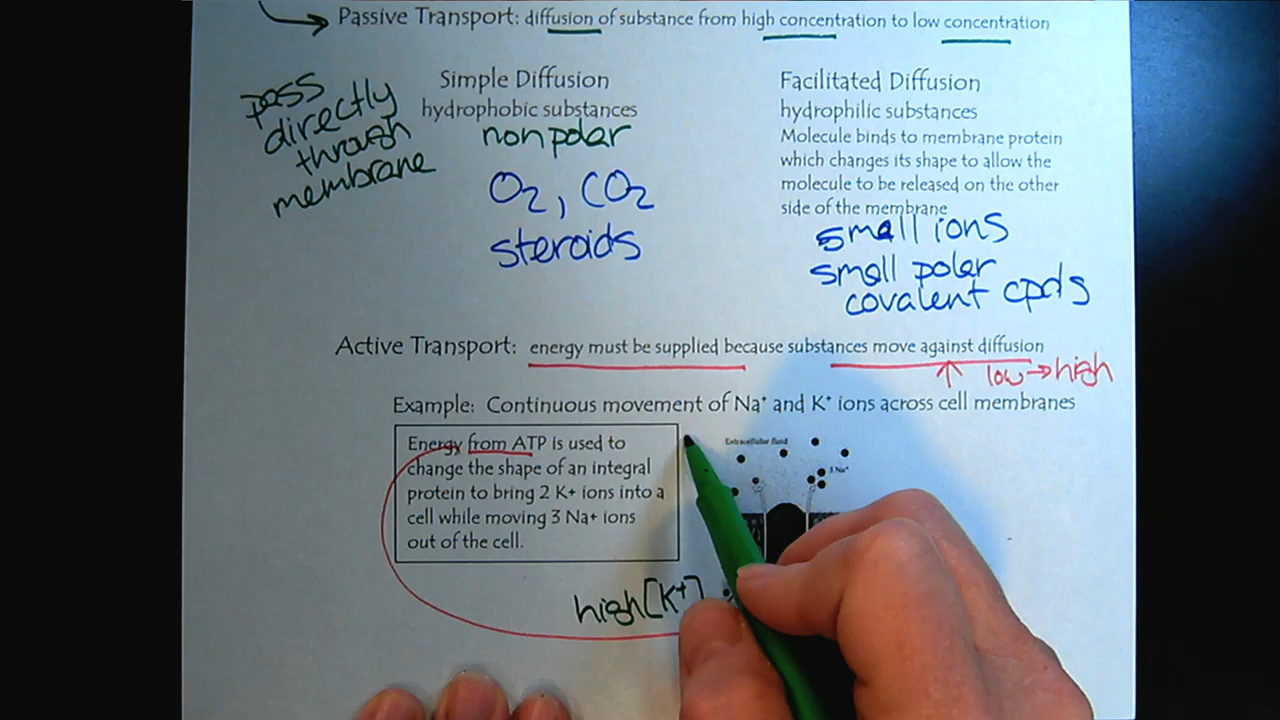 Passive Transport: diffusion of substance from high concentration to low concentration
pass
directly
through
membrane
Simple Diffusion
hydrophobic substances
nonpolar
O₂, CO₂
steroids
Facilitated Diffusion
hydrophilic substances
Molecule binds to membrane protein
which changes its shape to allow the
molecule to be released on the other
side of the membrane
small ions
small polar
covalent cpds
Active Transport: energy must be supplied because substances move against diffusion
low → high
Example: Continuous movement of Na⁺ and K⁺ ions across cell membranes
Energy from ATP is used to
change the shape of an integral
protein to bring 2 K+ ions into a
cell while moving 3 Na+ ions
out of the cell.
Extracellular fluid
3 Na⁺
high [K+]